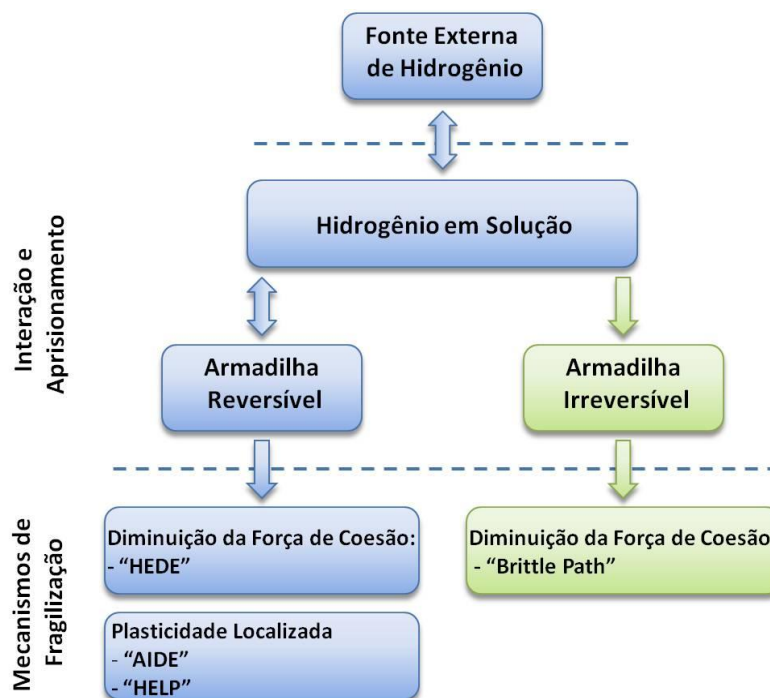 Fonte Externa
de Hidrogênio
Hidrogênio em Solução
Interação e
Aprisionamento
Armadilha
Reversível
Armadilha
Irreversível
Mecanismos de
Fragilização
Diminuição da Força de Coesão:
- “HEDE”
Diminuição da Força de Coesão
- “Brittle Path”
Plasticidade Localizada
- “AIDE”
- “HELP”